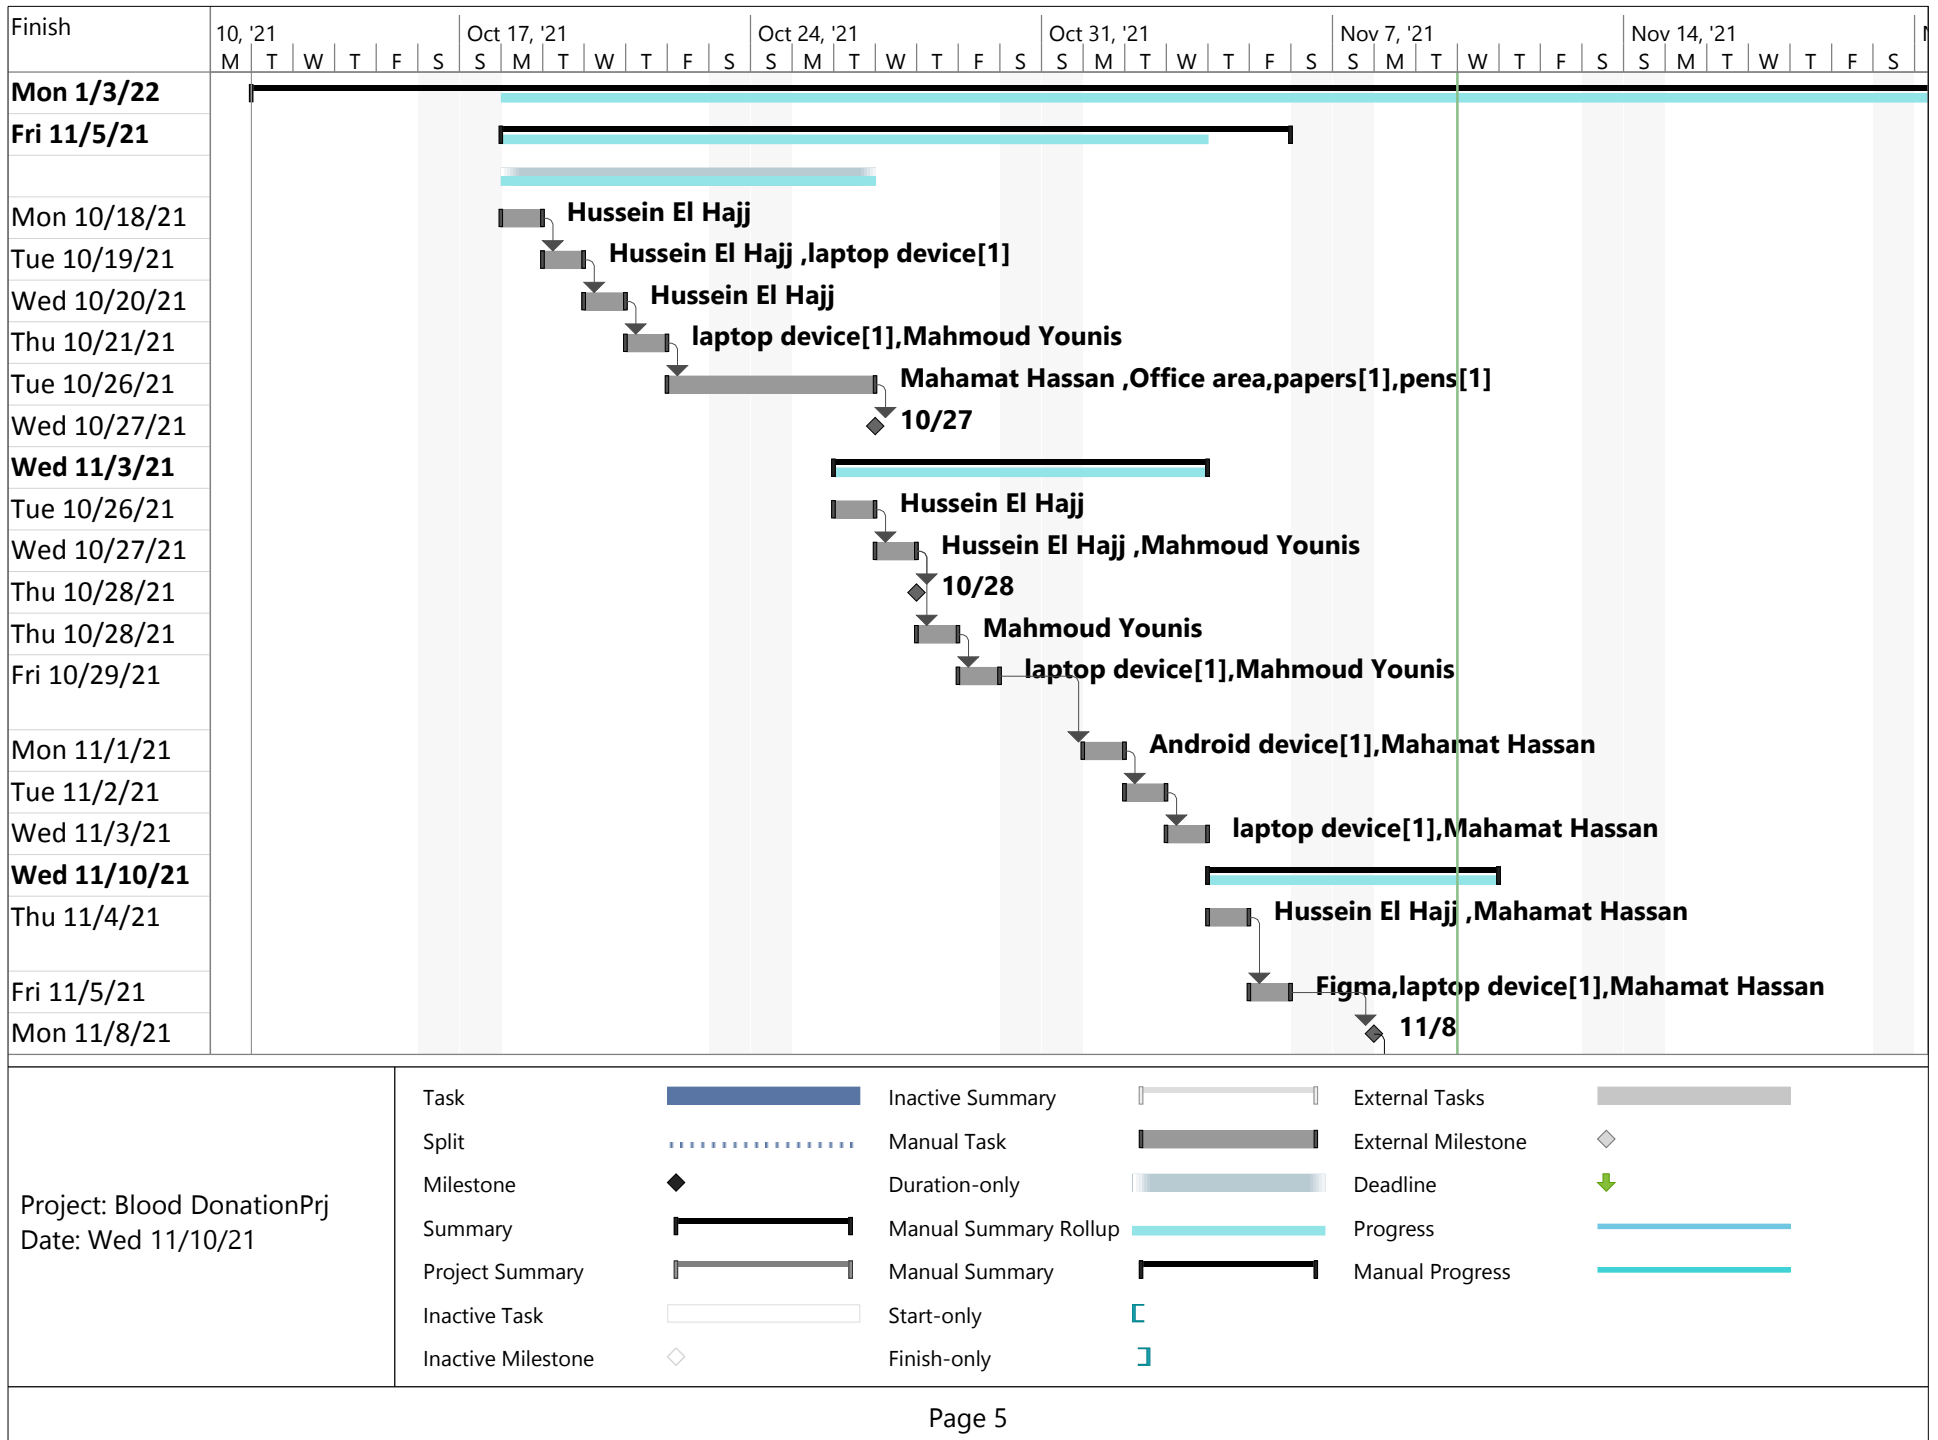 Finish
10, '21 Oct 17, '21 Oct 24, '21 Oct 31, '21 Nov 7, '21 Nov 14, '21
M T W T F S S M T W T F S S M T W T F S S M T W T F S S M T W T F S S M T W T F S
Mon 1/3/22
Fri 11/5/21
Mon 10/18/21 Hussein El Hajj
Tue 10/19/21 Hussein El Hajj ,laptop device[1]
Wed 10/20/21 Hussein El Hajj
Thu 10/21/21 laptop device[1],Mahmoud Younis
Tue 10/26/21 Mahamat Hassan ,Office area,papers[1],pens[1]
Wed 10/27/21 10/27
Wed 11/3/21
Tue 10/26/21 Hussein El Hajj
Wed 10/27/21 Hussein El Hajj ,Mahmoud Younis
Thu 10/28/21 10/28
Thu 10/28/21 Mahmoud Younis
Fri 10/29/21 laptop device[1],Mahmoud Younis
Mon 11/1/21 Android device[1],Mahamat Hassan
Tue 11/2/21
Wed 11/3/21 laptop device[1],Mahamat Hassan
Wed 11/10/21
Thu 11/4/21 Hussein El Hajj ,Mahamat Hassan
Fri 11/5/21 Figma,laptop device[1],Mahamat Hassan
Mon 11/8/21 11/8
Project: Blood DonationPrj
Date: Wed 11/10/21
Task
Split
Milestone
Summary
Project Summary
Inactive Task
Inactive Milestone
Inactive Summary
Manual Task
Duration-only
Manual Summary Rollup
Manual Summary
Start-only
Finish-only
External Tasks
External Milestone
Deadline
Progress
Manual Progress
Page 5